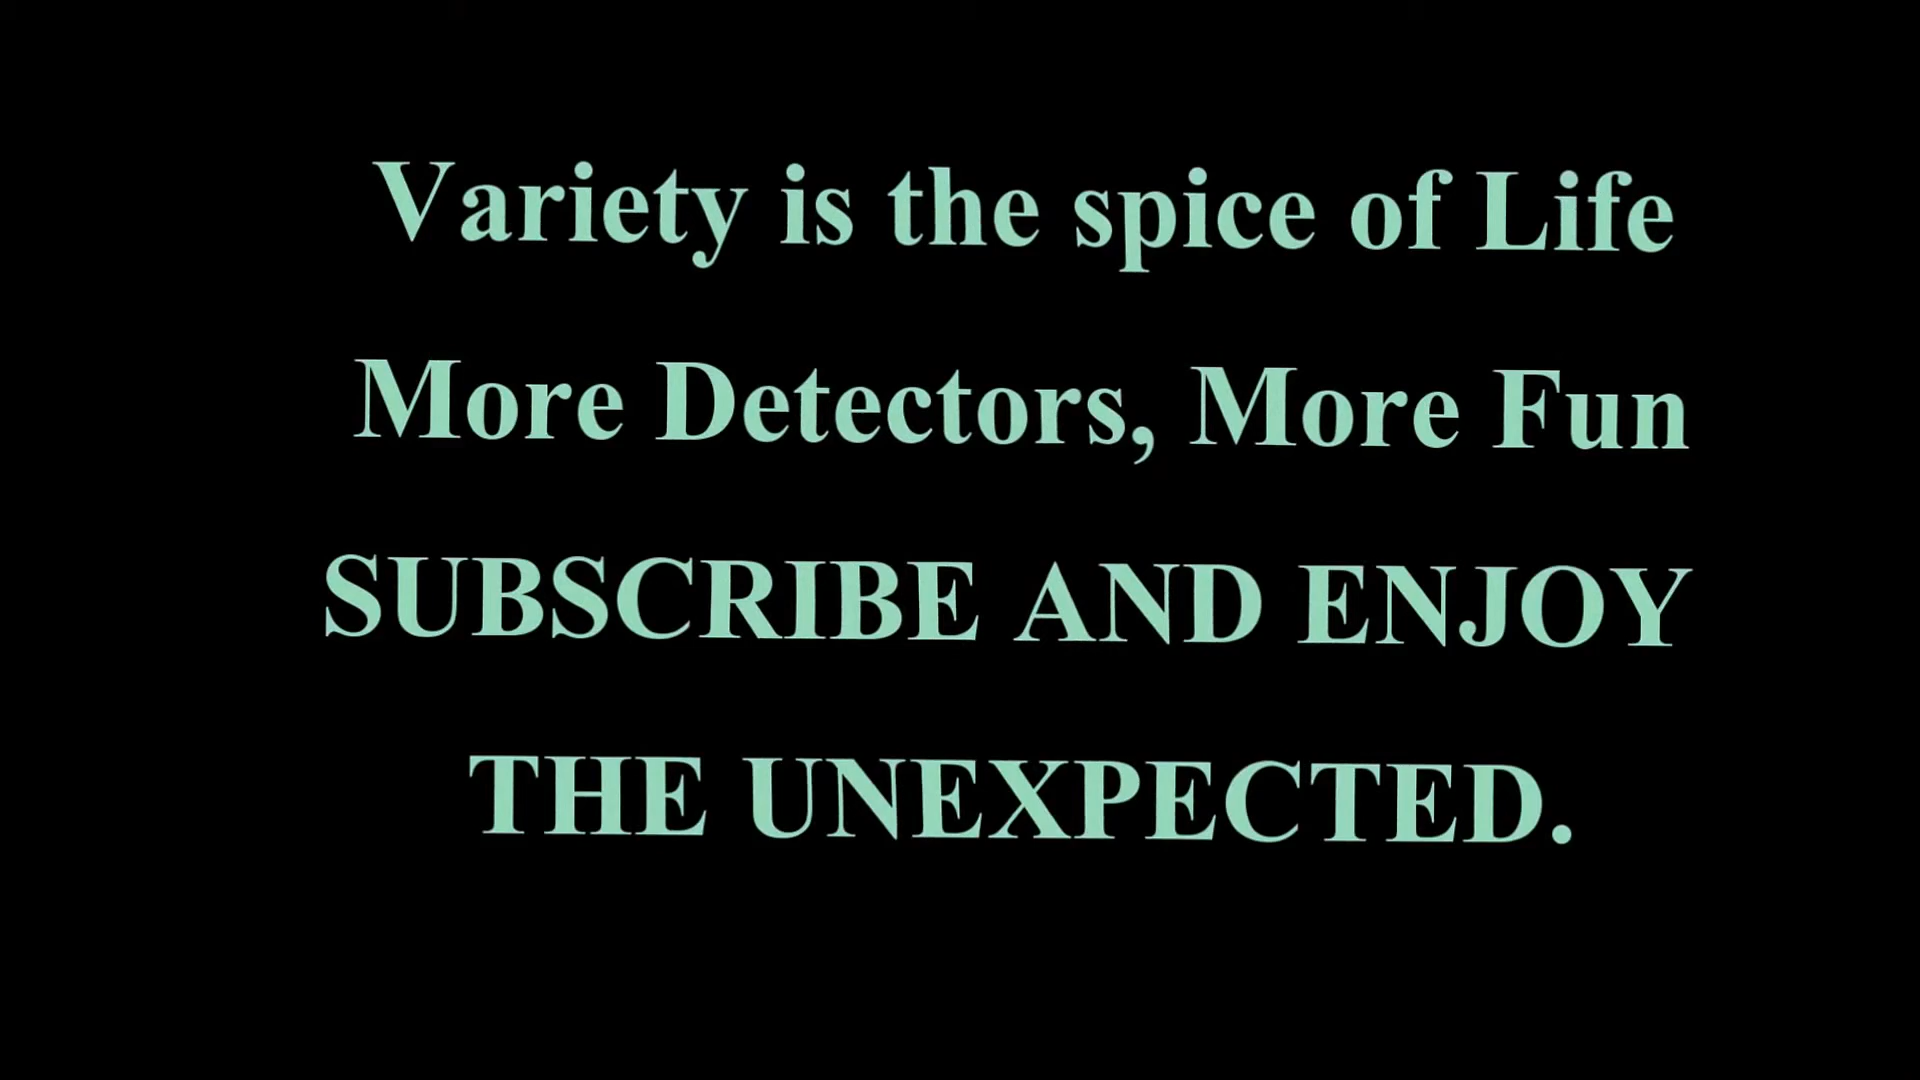 Variety is the spice of Life
More Detectors, More Fun
SUBSCRIBE AND ENJOY
THE UNEXPECTED.